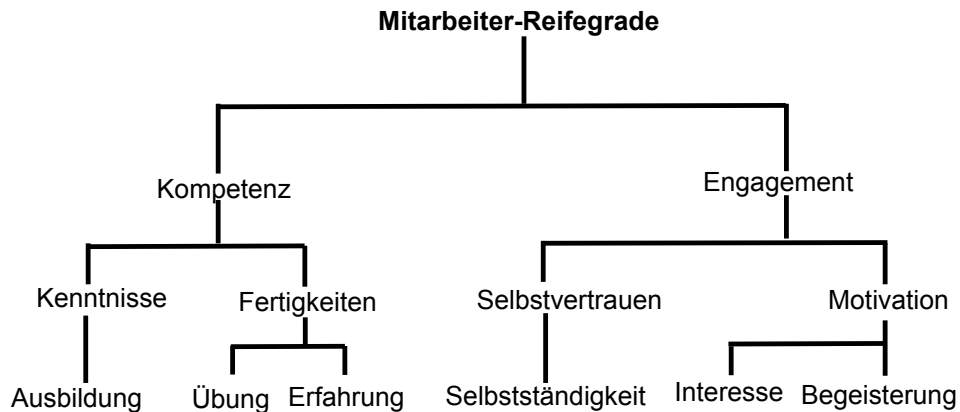 Mitarbeiter-Reifegrade
Kompetenz
Engagement
Kenntnisse
Fertigkeiten
Selbstvertrauen
Motivation
Ausbildung
Übung
Erfahrung
Selbstständigkeit
Interesse
Begeisterung